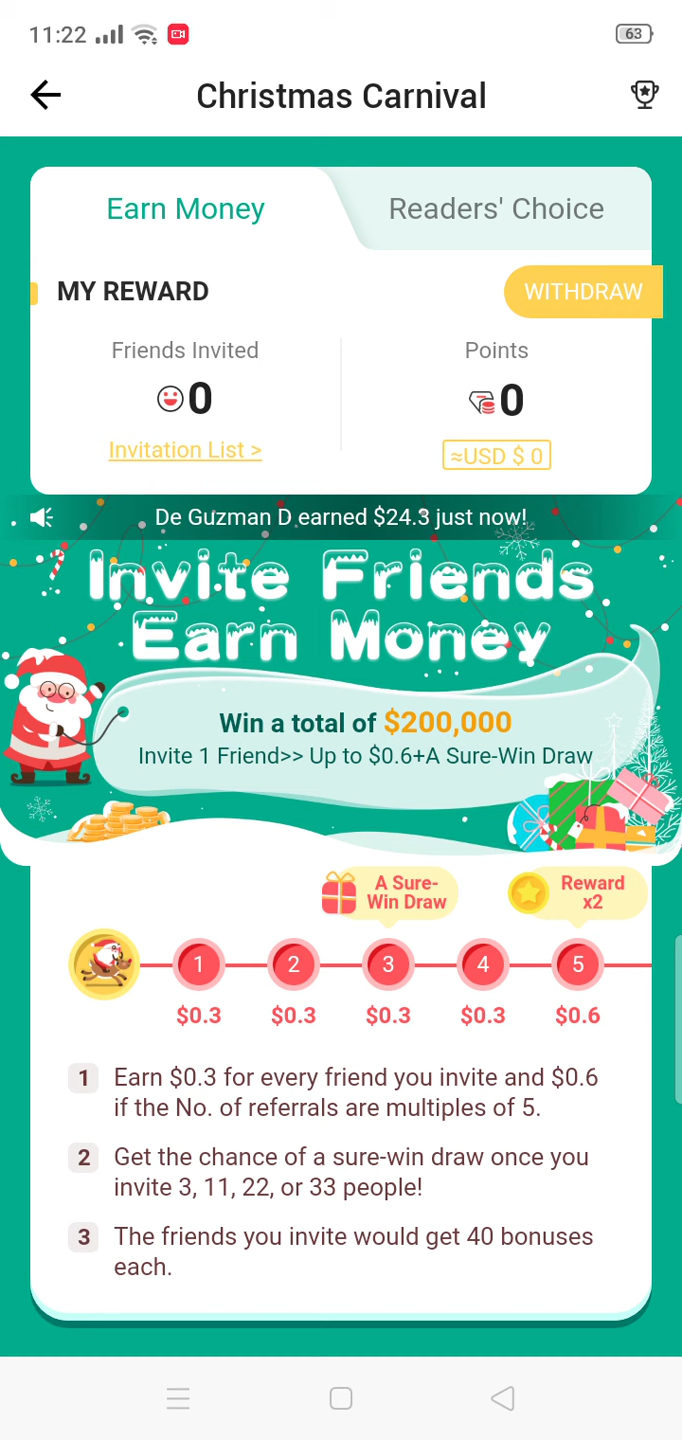 11:22
63
Christmas Carnival
Earn Money
Readers' Choice
MY REWARD
WITHDRAW
Friends Invited
Points
0
0
Invitation List >
≈USD $ 0
De Guzman D earned $24.3 just now!
Invite Friends
Earn Money
Win a total of $200,000
Invite 1 Friend>> Up to $0.6+A Sure-Win Draw
A Sure-
Win Draw
Reward
x2
1
2
3
4
5
$0.3
$0.3
$0.3
$0.3
$0.6
1 Earn $0.3 for every friend you invite and $0.6
if the No. of referrals are multiples of 5.
2 Get the chance of a sure-win draw once you
invite 3, 11, 22, or 33 people!
3 The friends you invite would get 40 bonuses
each.